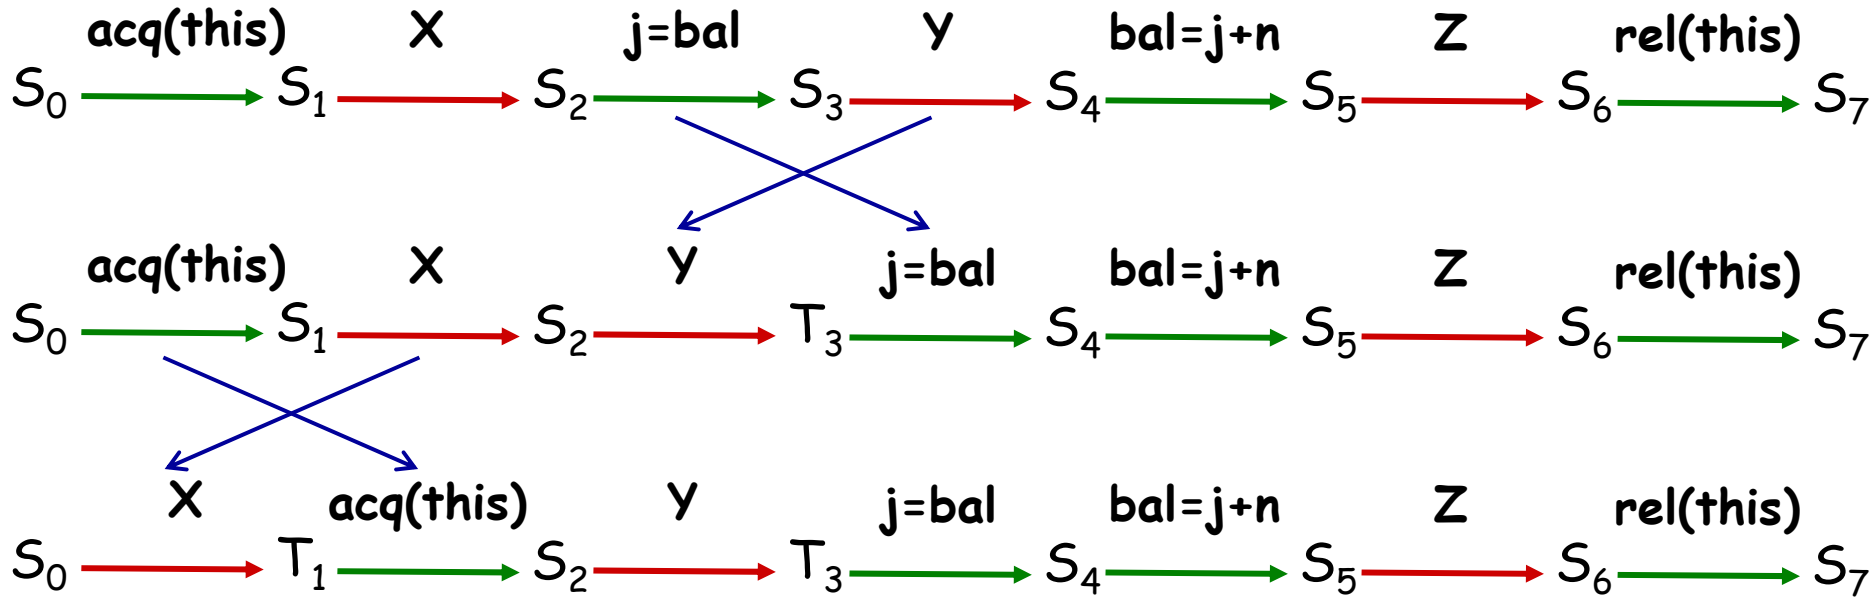 acq(this) X j=bal Y bal=j+n Z rel(this)
S₀ S₁ S₂ S₃ S₄ S₅ S₆ S₇
acq(this) X Y j=bal bal=j+n Z rel(this)
S₀ S₁ S₂ T₃ S₄ S₅ S₆ S₇
X acq(this) Y j=bal bal=j+n Z rel(this)
S₀ T₁ S₂ T₃ S₄ S₅ S₆ S₇